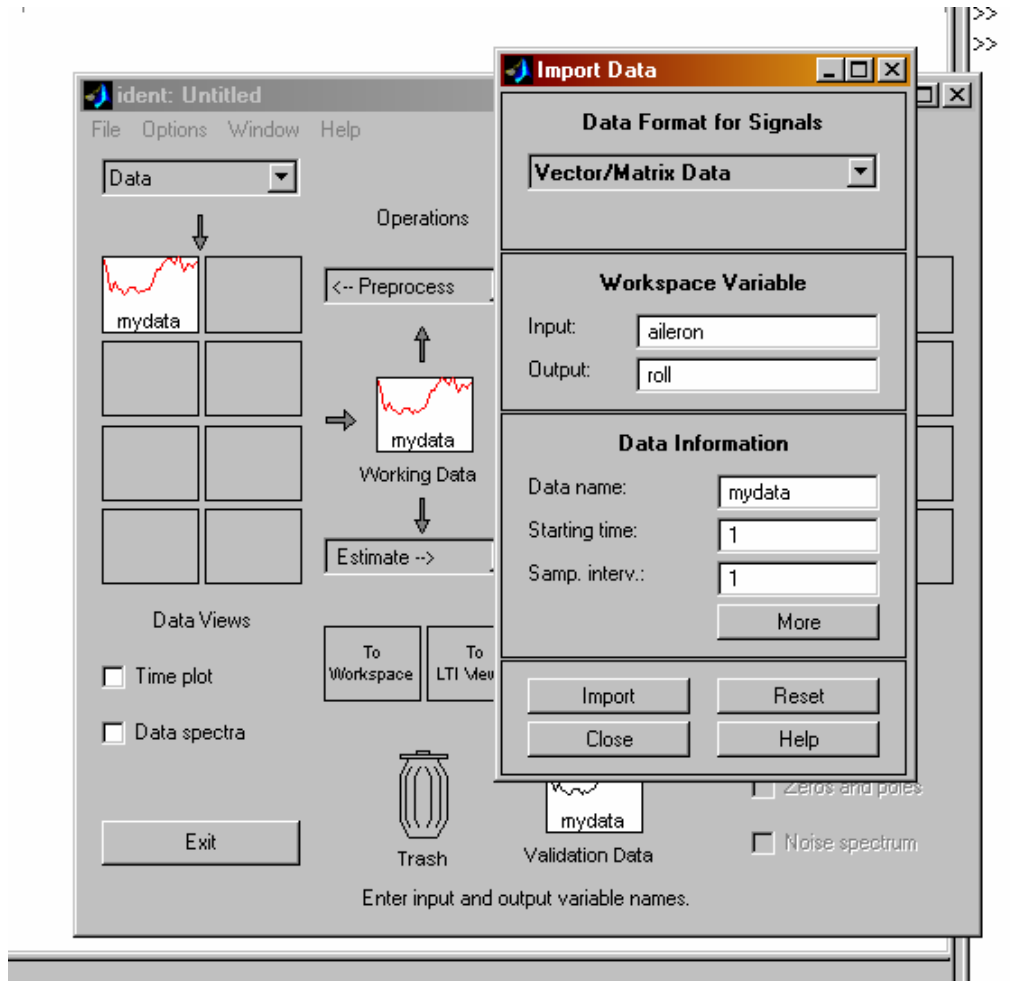 >>
>>
ident: Untitled
File Options Window Help
Data
Operations
mydata
<-- Preprocess
mydata
Working Data
Estimate -->
Data Views
Time plot
Data spectra
To
Workspace
To
LTI View
Exit
Trash
mydata
Validation Data
Zeros and poles
Noise spectrum
Enter input and output variable names.
Import Data
Data Format for Signals
Vector/Matrix Data
Workspace Variable
Input: aileron
Output: roll
Data Information
Data name: mydata
Starting time: 1
Samp. interv.: 1
More
Import Reset
Close Help